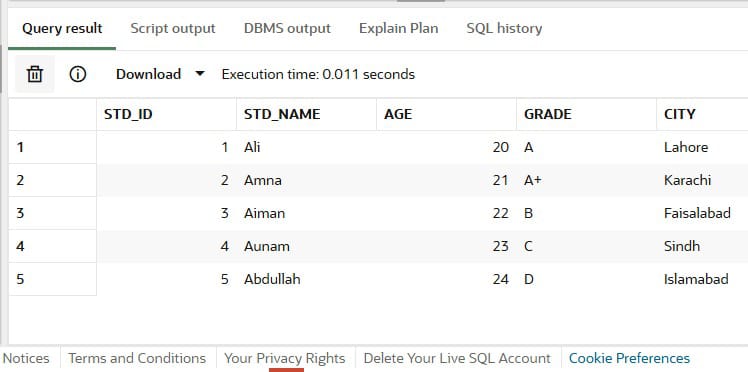 Query result Script output DBMS output Explain Plan SQL history
Download Execution time: 0.011 seconds
STD_ID STD_NAME AGE GRADE CITY
1 1 Ali 20 A Lahore
2 2 Amna 21 A+ Karachi
3 3 Aiman 22 B Faisalabad
4 4 Aunam 23 C Sindh
5 5 Abdullah 24 D Islamabad
Notices Terms and Conditions Your Privacy Rights Delete Your Live SQL Account Cookie Preferences